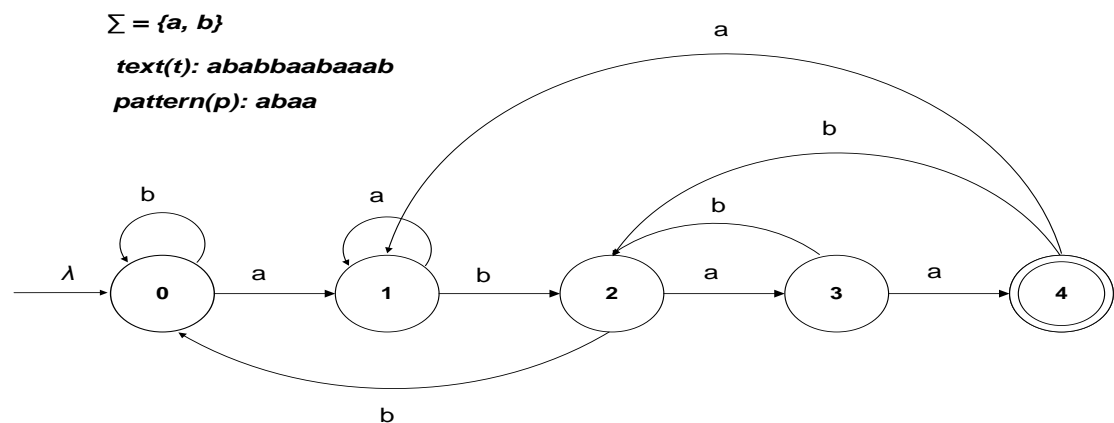 ∑ = {a, b}
text(t): ababbaabaaab
pattern(p): abaa
a
b
b
a
b
λ
a
b
a
a
0
1
2
3
4
b